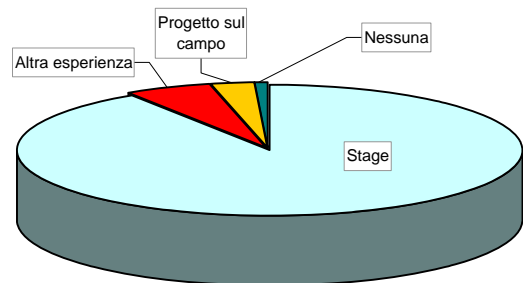 Progetto sul
campo
Nessuna
Altra esperienza
Stage